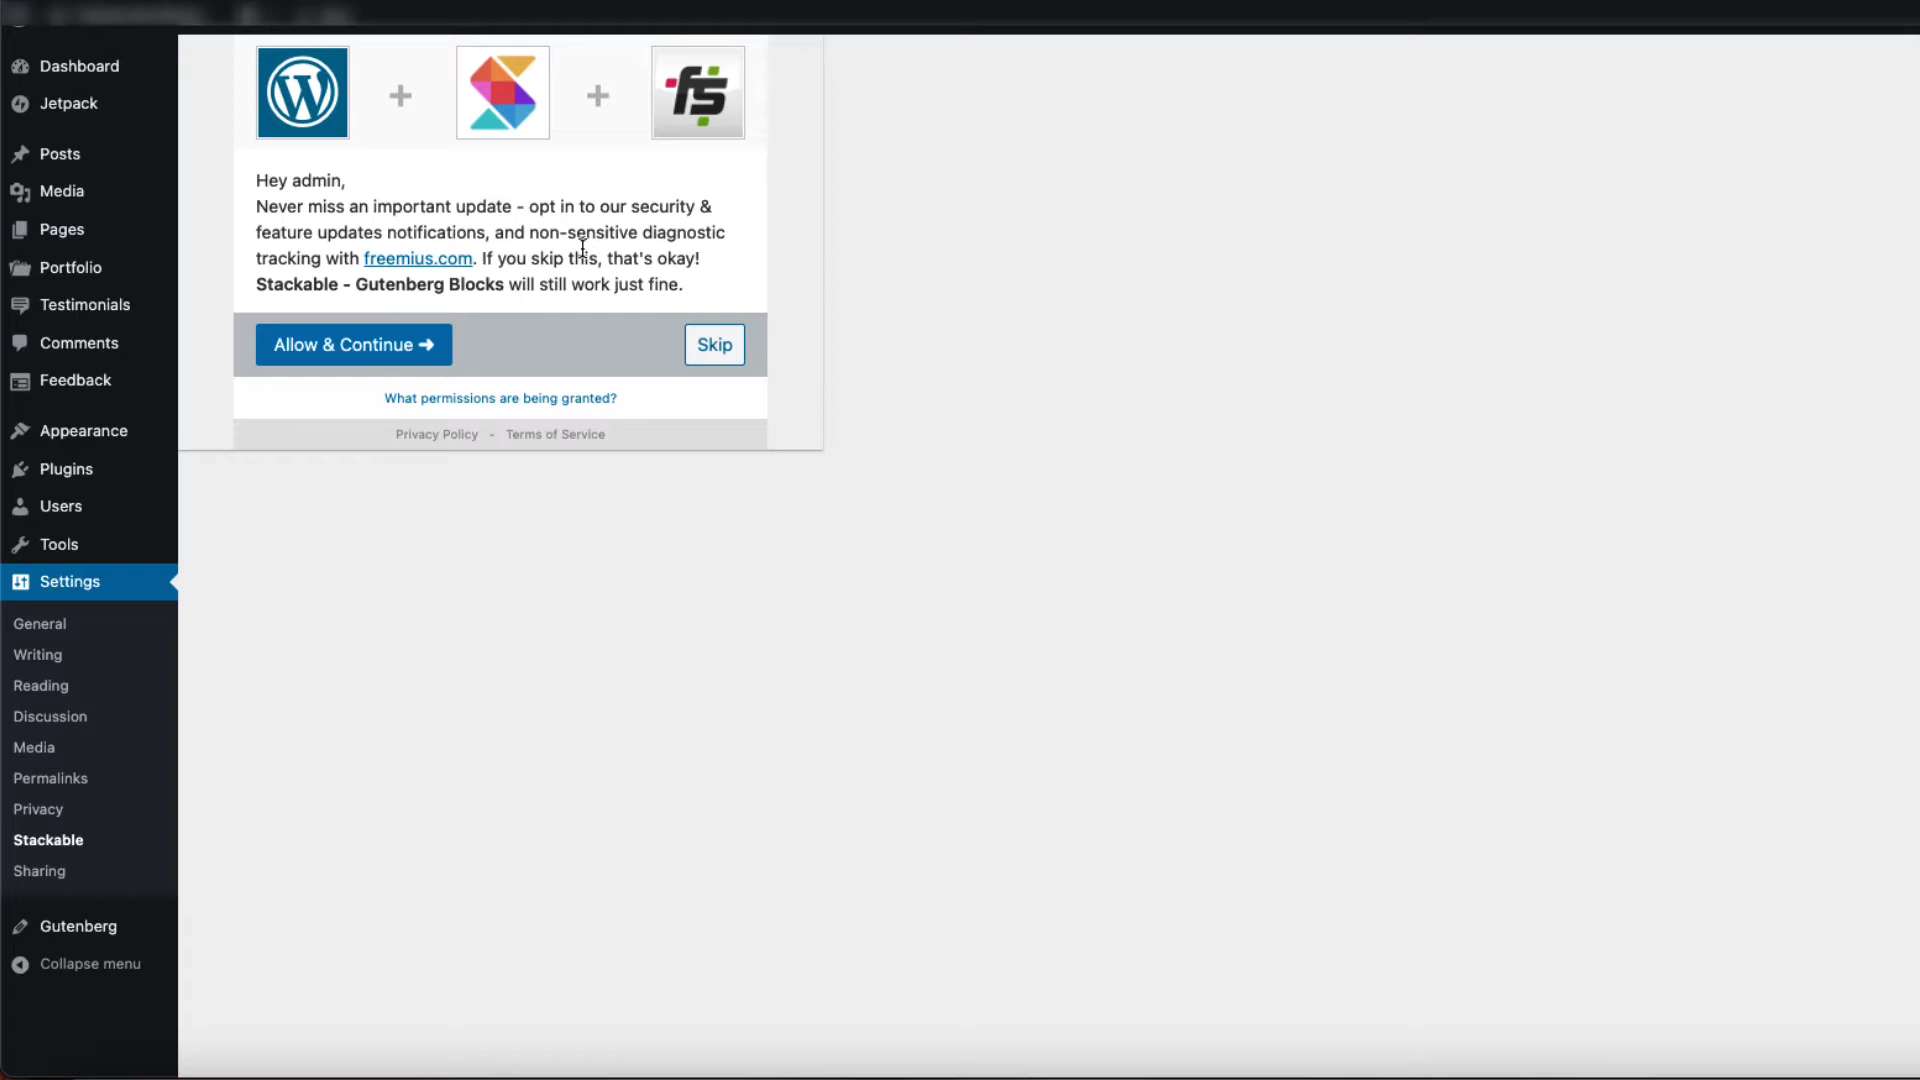 Dashboard
Jetpack
Posts
Media
Pages
Portfolio
Testimonials
Comments
Feedback
Appearance
Plugins
Users
Tools
Settings
General
Writing
Reading
Discussion
Media
Permalinks
Privacy
Stackable
Sharing
Gutenberg
Collapse menu
Hey admin,
Never miss an important update - opt in to our security &
feature updates notifications, and non-sensitive diagnostic
tracking with freemius.com. If you skip this, that's okay!
Stackable - Gutenberg Blocks will still work just fine.
Allow & Continue ➜
Skip
What permissions are being granted?
Privacy Policy - Terms of Service